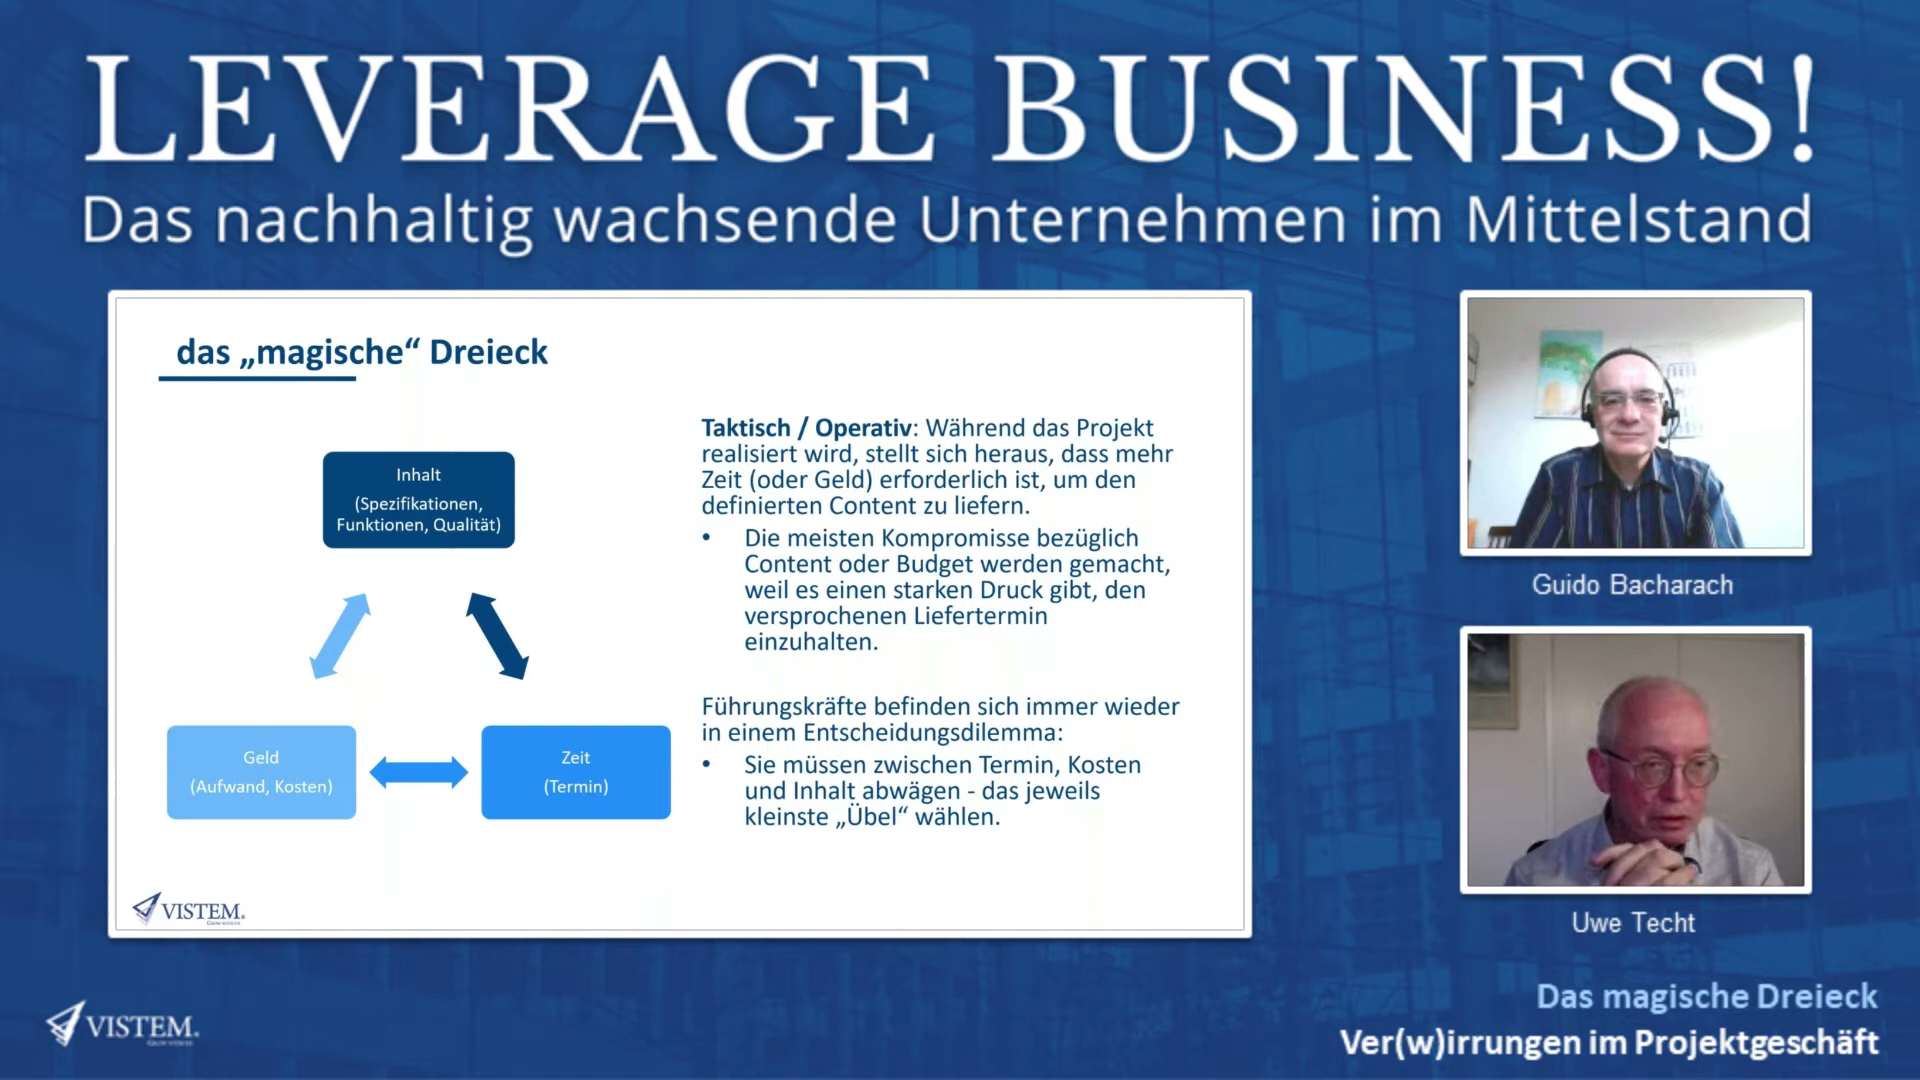 LEVERAGE BUSINESS!
Das nachhaltig wachsende Unternehmen im Mittelstand
das „magische“ Dreieck
Inhalt
(Spezifikationen,
Funktionen, Qualität)
Geld
(Aufwand, Kosten)
Zeit
(Termin)
Taktisch / Operativ: Während das Projekt
realisiert wird, stellt sich heraus, dass mehr
Zeit (oder Geld) erforderlich ist, um den
definierten Content zu liefern.
• Die meisten Kompromisse bezüglich
Content oder Budget werden gemacht,
weil es einen starken Druck gibt, den
versprochenen Liefertermin
einzuhalten.
Führungskräfte befinden sich immer wieder
in einem Entscheidungsdilemma:
• Sie müssen zwischen Termin, Kosten
und Inhalt abwägen - das jeweils
kleinste „Übel“ wählen.
VISTEM.
Guido Bacharach
Uwe Techt
VISTEM.
Das magische Dreieck
Ver(w)irrungen im Projektgeschäft